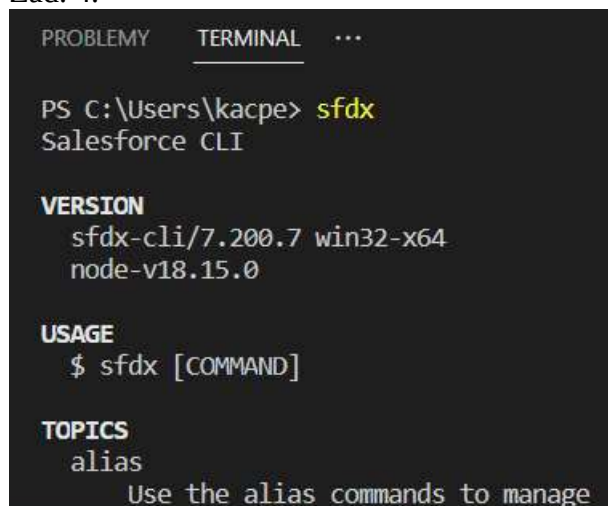 Zad. 4.
PROBLEMY TERMINAL ...
PS C:\Users\kacpe> sfdx
Salesforce CLI
VERSION
sfdx-cli/7.200.7 win32-x64
node-v18.15.0
USAGE
$ sfdx [COMMAND]
TOPICS
alias
Use the alias commands to manage